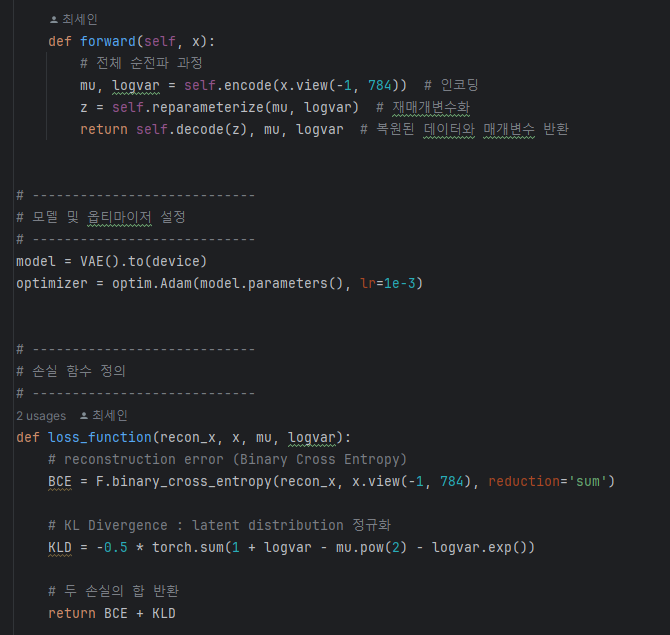 최세인
def forward(self, x):
# 전체 순전파 과정
mu, logvar = self.encode(x.view(-1, 784))  # 인코딩
z = self.reparameterize(mu, logvar)  # 재매개변수화
return self.decode(z), mu, logvar  # 복원된 데이터와 매개변수 반환
# ----------------------------
# 모델 및 옵티마이저 설정
# ----------------------------
model = VAE().to(device)
optimizer = optim.Adam(model.parameters(), lr=1e-3)
# ----------------------------
# 손실 함수 정의
# ----------------------------
2 usages 최세인
def loss_function(recon_x, x, mu, logvar):
# reconstruction error (Binary Cross Entropy)
BCE = F.binary_cross_entropy(recon_x, x.view(-1, 784), reduction='sum')
# KL Divergence : latent distribution 정규화
KLD = -0.5 * torch.sum(1 + logvar - mu.pow(2) - logvar.exp())
# 두 손실의 합 반환
return BCE + KLD